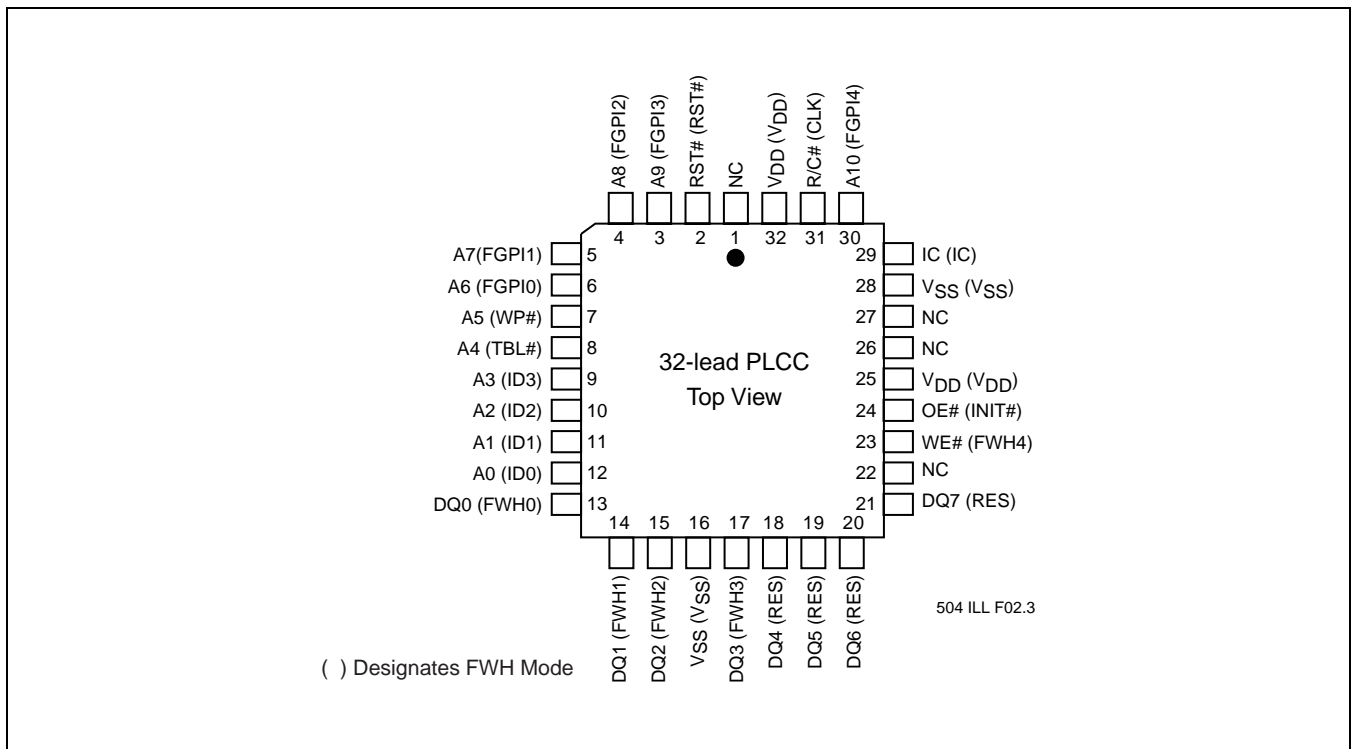 A8 (FGPI2)
A9 (FGPI3)
RST# (RST#)
NC
VDD (VDD)
R/C# (CLK)
A10 (FGPI4)
4
3
2
1
32
31
30
A7(FGPI1)
5
A6 (FGPI0)
6
A5 (WP#)
7
A4 (TBL#)
8
A3 (ID3)
9
A2 (ID2)
10
A1 (ID1)
11
A0 (ID0)
12
DQ0 (FWH0)
13
32-lead PLCC
Top View
29
IC (IC)
28
VSS (VSS)
27
NC
26
NC
25
VDD (VDD)
24
OE# (INIT#)
23
WE# (FWH4)
22
NC
21
DQ7 (RES)
14
15
16
17
18
19
20
DQ1 (FWH1)
DQ2 (FWH2)
VSS (VSS)
DQ3 (FWH3)
DQ4 (RES)
DQ5 (RES)
DQ6 (RES)
504 ILL F02.3
( ) Designates FWH Mode